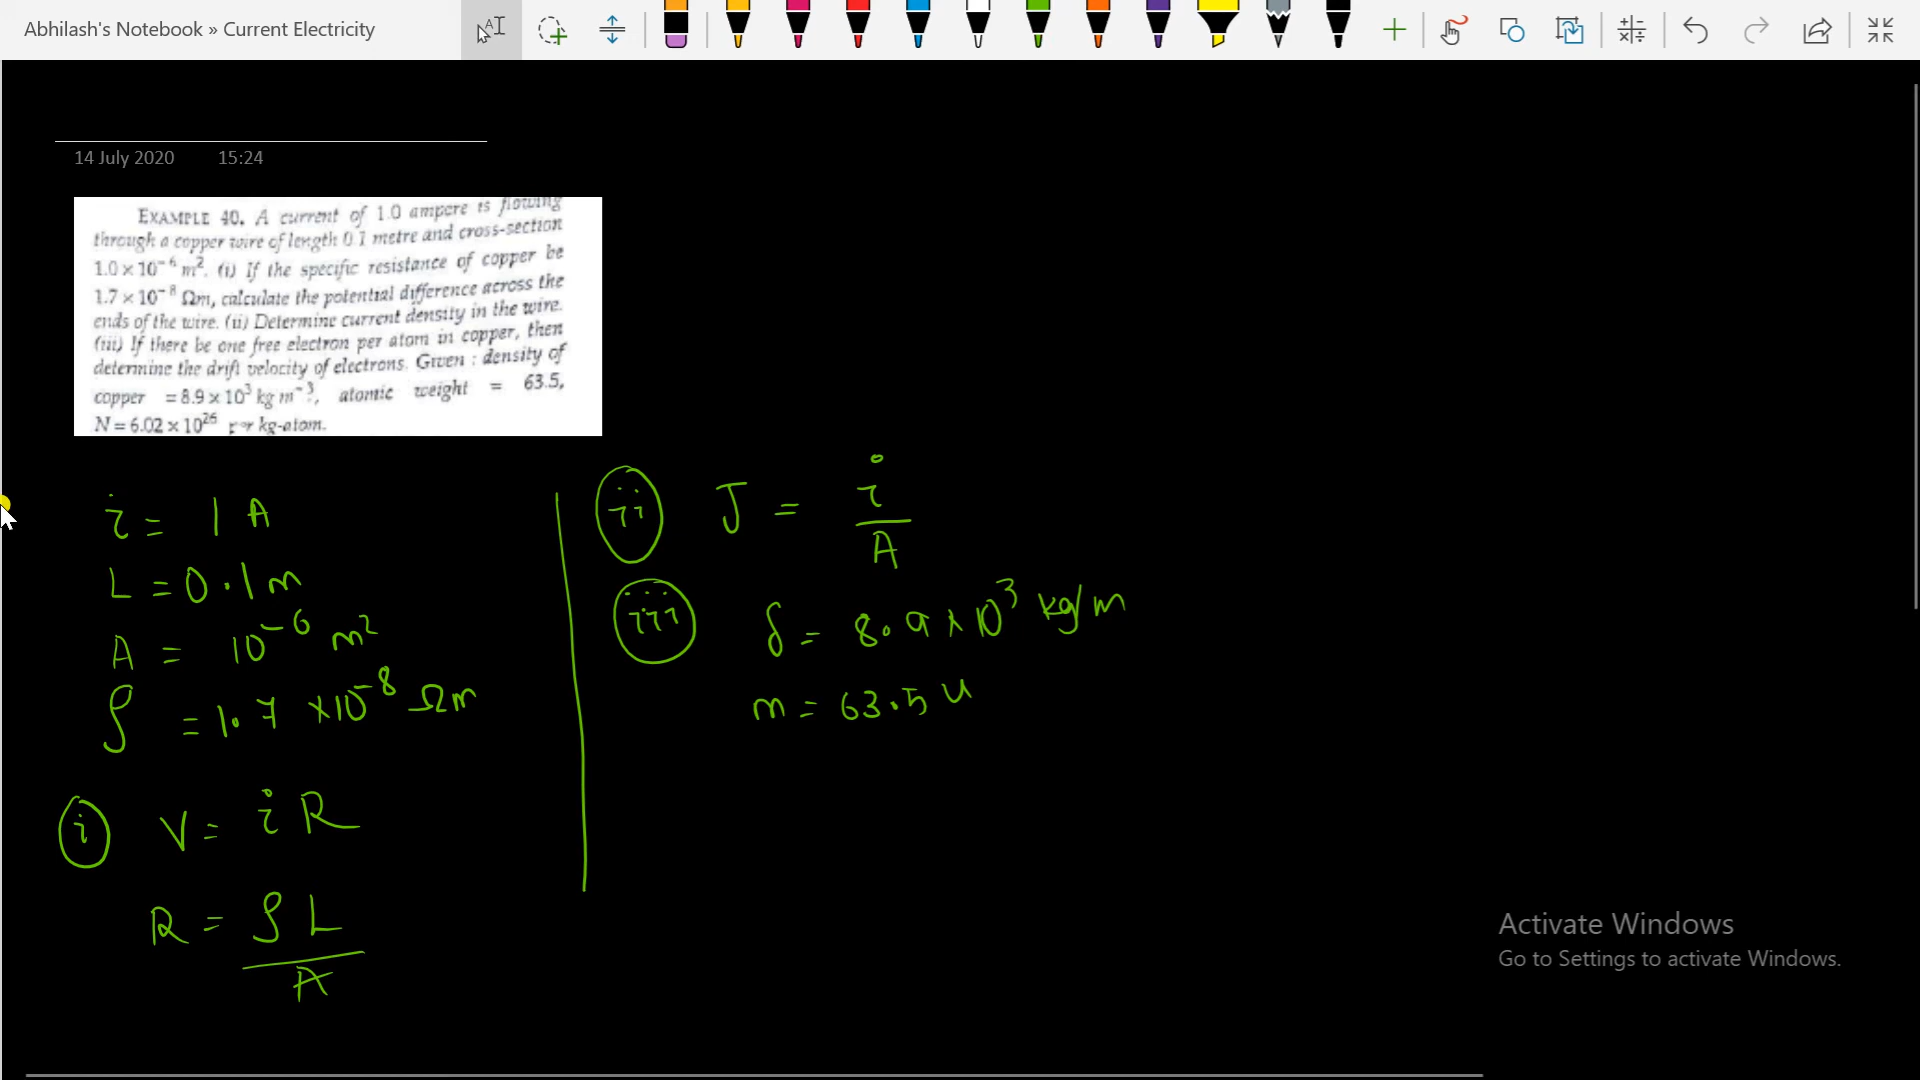 Abhilash's Notebook » Current Electricity
14 July 2020 15:24
EXAMPLE 40. A current of 1.0 ampere is flowing
through a copper wire of length 0.1 metre and cross-section
1.0 × 10⁻⁶ m². (i) If the specific resistance of copper be
1.7 × 10⁻⁸ Ωm, calculate the potential difference across the
ends of the wire. (ii) Determine current density in the wire.
(iii) If there be one free electron per atom in copper, then
determine the drift velocity of electrons. Given : density of
copper = 8.9 × 10³ kg m⁻³, atomic weight = 63.5,
N = 6.02 × 10²⁶ per kg-atom.
i = 1 A
L = 0.1 m
A = 10⁻⁶ m²
ρ = 1.7 × 10⁻⁸ Ωm
(i) V = i R
R = ρ L / A
(ii) J = i / A
(iii) δ = 8.9 × 10³ kg/m
m = 63.5 u
Activate Windows
Go to Settings to activate Windows.